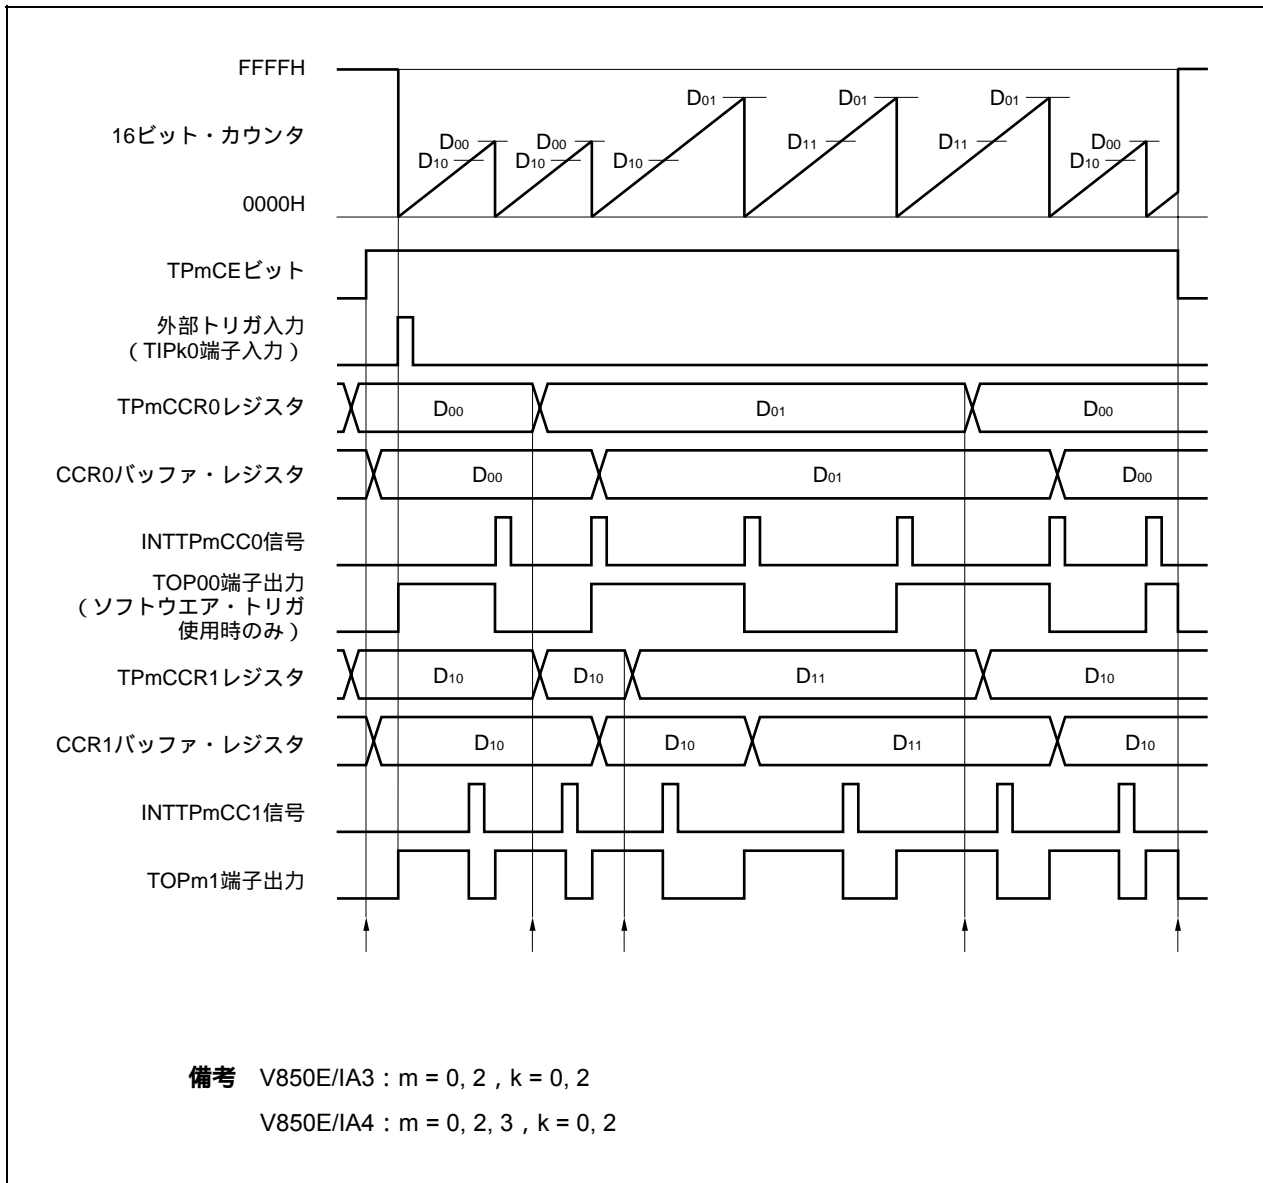 FFFFH
16ビット・カウンタ
0000H
D01 D01 D01
D00 D00 D11 D11 D00
D10 D10 D10 D10
TPmCEビット
外部トリガ入力
(TIPk0端子入力)
TPmCCR0レジスタ
D00 D01 D00
CCR0バッファ・レジスタ
D00 D01 D00
INTTPmCC0信号
TOP00端子出力
(ソフトウエア・トリガ
使用時のみ)
TPmCCR1レジスタ
D10 D10 D11 D10
CCR1バッファ・レジスタ
D10 D10 D11 D10
INTTPmCC1信号
TOPm1端子出力
備考 V850E/IA3:m = 0, 2,k = 0, 2
V850E/IA4:m = 0, 2, 3,k = 0, 2